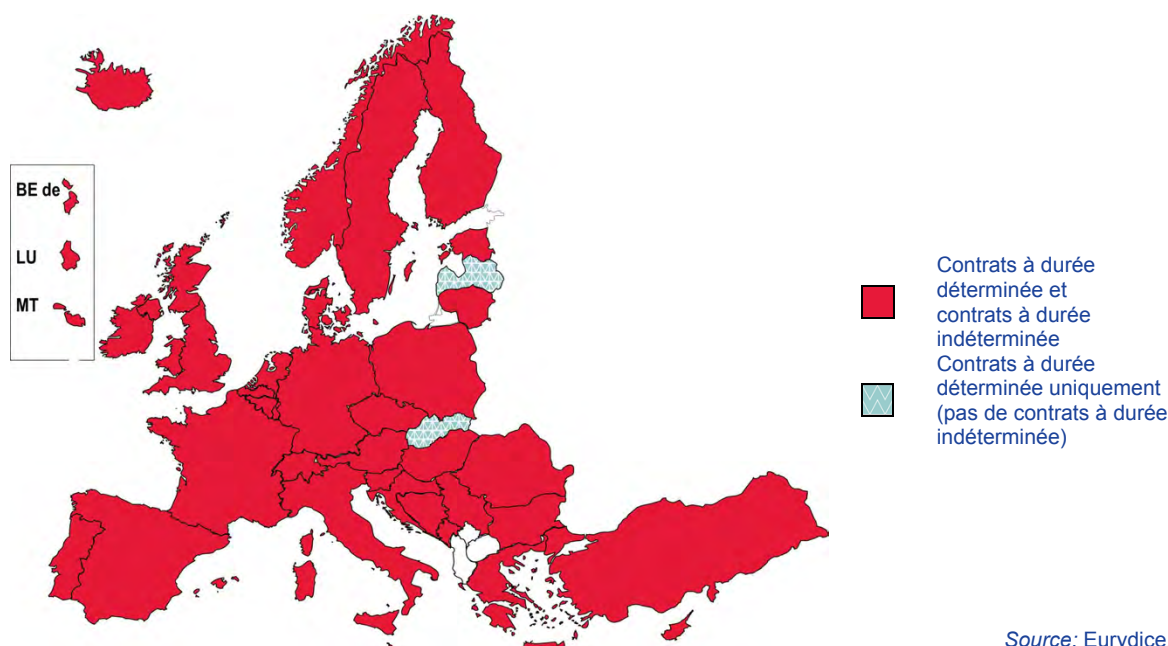 BE de
LU
MT
Contrats à durée
déterminée et
contrats à durée
indéterminée
Contrats à durée
déterminée uniquement
(pas de contrats à durée
indéterminée)
Source: Eurydice